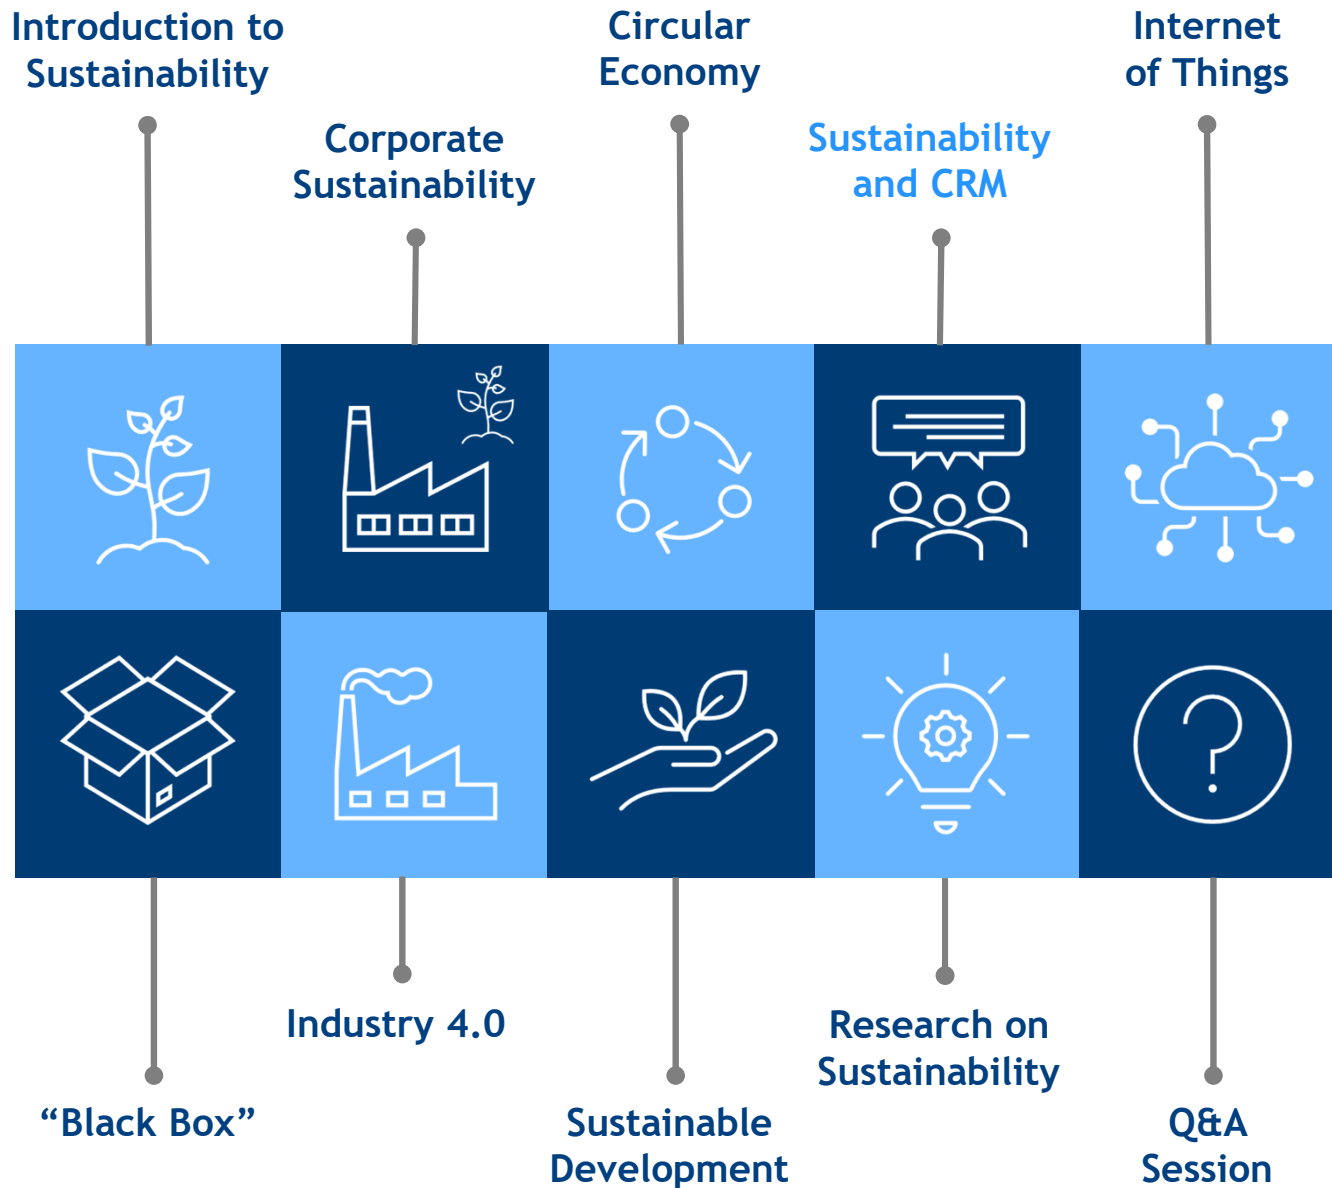 Introduction to
Sustainability
Corporate
Sustainability
Circular
Economy
Sustainability
and CRM
Internet
of Things
“Black Box”
Industry 4.0
Sustainable
Development
Research on
Sustainability
Q&A
Session